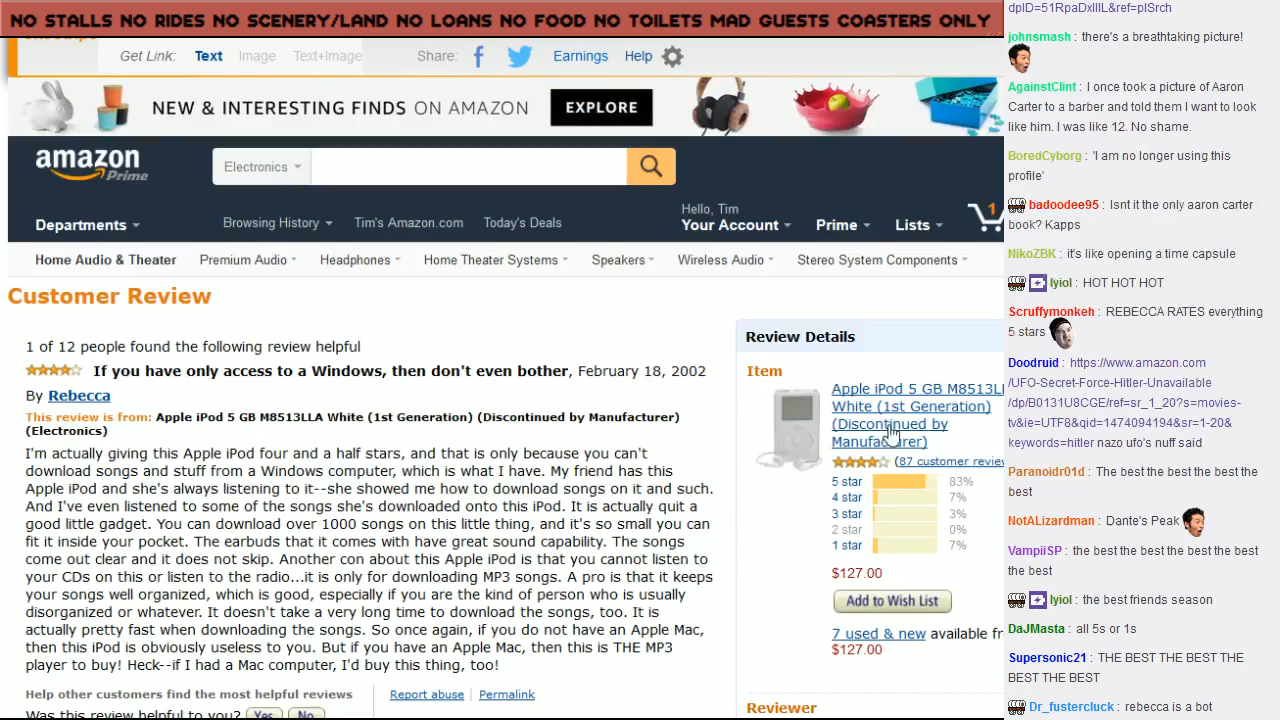 NO STALLS NO RIDES NO SCENERY/LAND NO LOANS NO FOOD NO TOILETS MAD GUESTS COASTERS ONLY
Get Link: Text Image Text+Image Share: Earnings Help
NEW & INTERESTING FINDS ON AMAZON EXPLORE
amazon Prime
Electronics
Hello, Tim
Departments Browsing History Tim's Amazon.com Today's Deals Your Account Prime Lists 1
Home Audio & Theater Premium Audio Headphones Home Theater Systems Speakers Wireless Audio Stereo System Components
Customer Review
1 of 12 people found the following review helpful
If you have only access to a Windows, then don't even bother, February 18, 2002
By Rebecca
This review is from: Apple iPod 5 GB M8513LLA White (1st Generation) (Discontinued by Manufacturer)
(Electronics)
I'm actually giving this Apple iPod four and a half stars, and that is only because you can't
download songs and stuff from a Windows computer, which is what I have. My friend has this
Apple iPod and she's always listening to it--she showed me how to download songs on it and such.
And I've even listened to some of the songs she's downloaded onto this iPod. It is actually quit a
good little gadget. You can download over 1000 songs on this little thing, and it's so small you can
fit it inside your pocket. The earbuds that it comes with have great sound capability. The songs
come out clear and it does not skip. Another con about this Apple iPod is that you cannot listen to
your CDs on this or listen to the radio...it is only for downloading MP3 songs. A pro is that it keeps
your songs well organized, which is good, especially if you are the kind of person who is usually
disorganized or whatever. It doesn't take a very long time to download the songs, too. It is
actually pretty fast when downloading the songs. So once again, if you do not have an Apple Mac,
then this iPod is obviously useless to you. But if you have an Apple Mac, then this is THE MP3
player to buy! Heck--if I had a Mac computer, I'd buy this thing, too!
Help other customers find the most helpful reviews
Was this review helpful to you? Yes No
Report abuse Permalink
Review Details
Item
Apple iPod 5 GB M8513LL
White (1st Generation)
(Discontinued by
Manufacturer)
(87 customer review
5 star 83%
4 star 7%
3 star 3%
2 star 0%
1 star 7%
$127.00
Add to Wish List
7 used & new available fr
$127.00
Reviewer
dpID=51RpaDxIIIL&ref=plSrch
johnsmash : there's a breathtaking picture!
AgainstClint : I once took a picture of Aaron
Carter to a barber and told them I want to look
like him. I was like 12. No shame.
BoredCyborg : 'I am no longer using this
profile'
badoodee95 : Isnt it the only aaron carter
book? Kapps
NikoZBK : it's like opening a time capsule
lyiol : HOT HOT HOT
Scruffymonkeh : REBECCA RATES everything
5 stars
Doodruid : https://www.amazon.com
/UFO-Secret-Force-Hitler-Unavailable
/dp/B0131U8CGE/ref=sr_1_20?s=movies-
tv&ie=UTF8&qid=1474094194&sr=1-20&
keywords=hitler nazo ufo's nuff said
Paranoidr01d : The best the best the best the
best
NotALizardman : Dante's Peak
VampiiSP : the best the best the best the best
the best
lyiol : the best friends season
DaJMasta : all 5s or 1s
Supersonic21 : THE BEST THE BEST THE
BEST THE BEST
Dr_fustercluck : rebecca is a bot